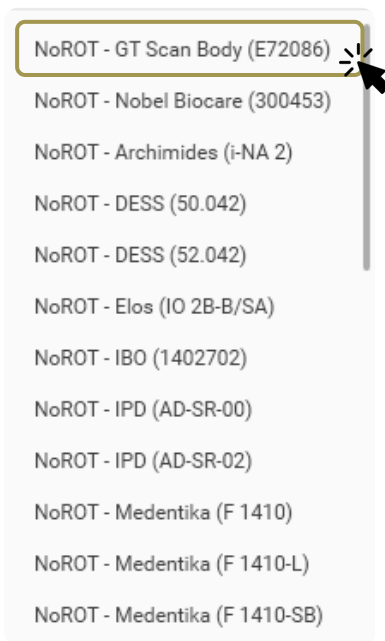 NoROT - GT Scan Body (E72086)
NoROT - Nobel Biocare (300453)
NoROT - Archimides (i-NA 2)
NoROT - DESS (50.042)
NoROT - DESS (52.042)
NoROT - Elos (IO 2B-B/SA)
NoROT - IBO (1402702)
NoROT - IPD (AD-SR-00)
NoROT - IPD (AD-SR-02)
NoROT - Medentika (F 1410)
NoROT - Medentika (F 1410-L)
NoROT - Medentika (F 1410-SB)